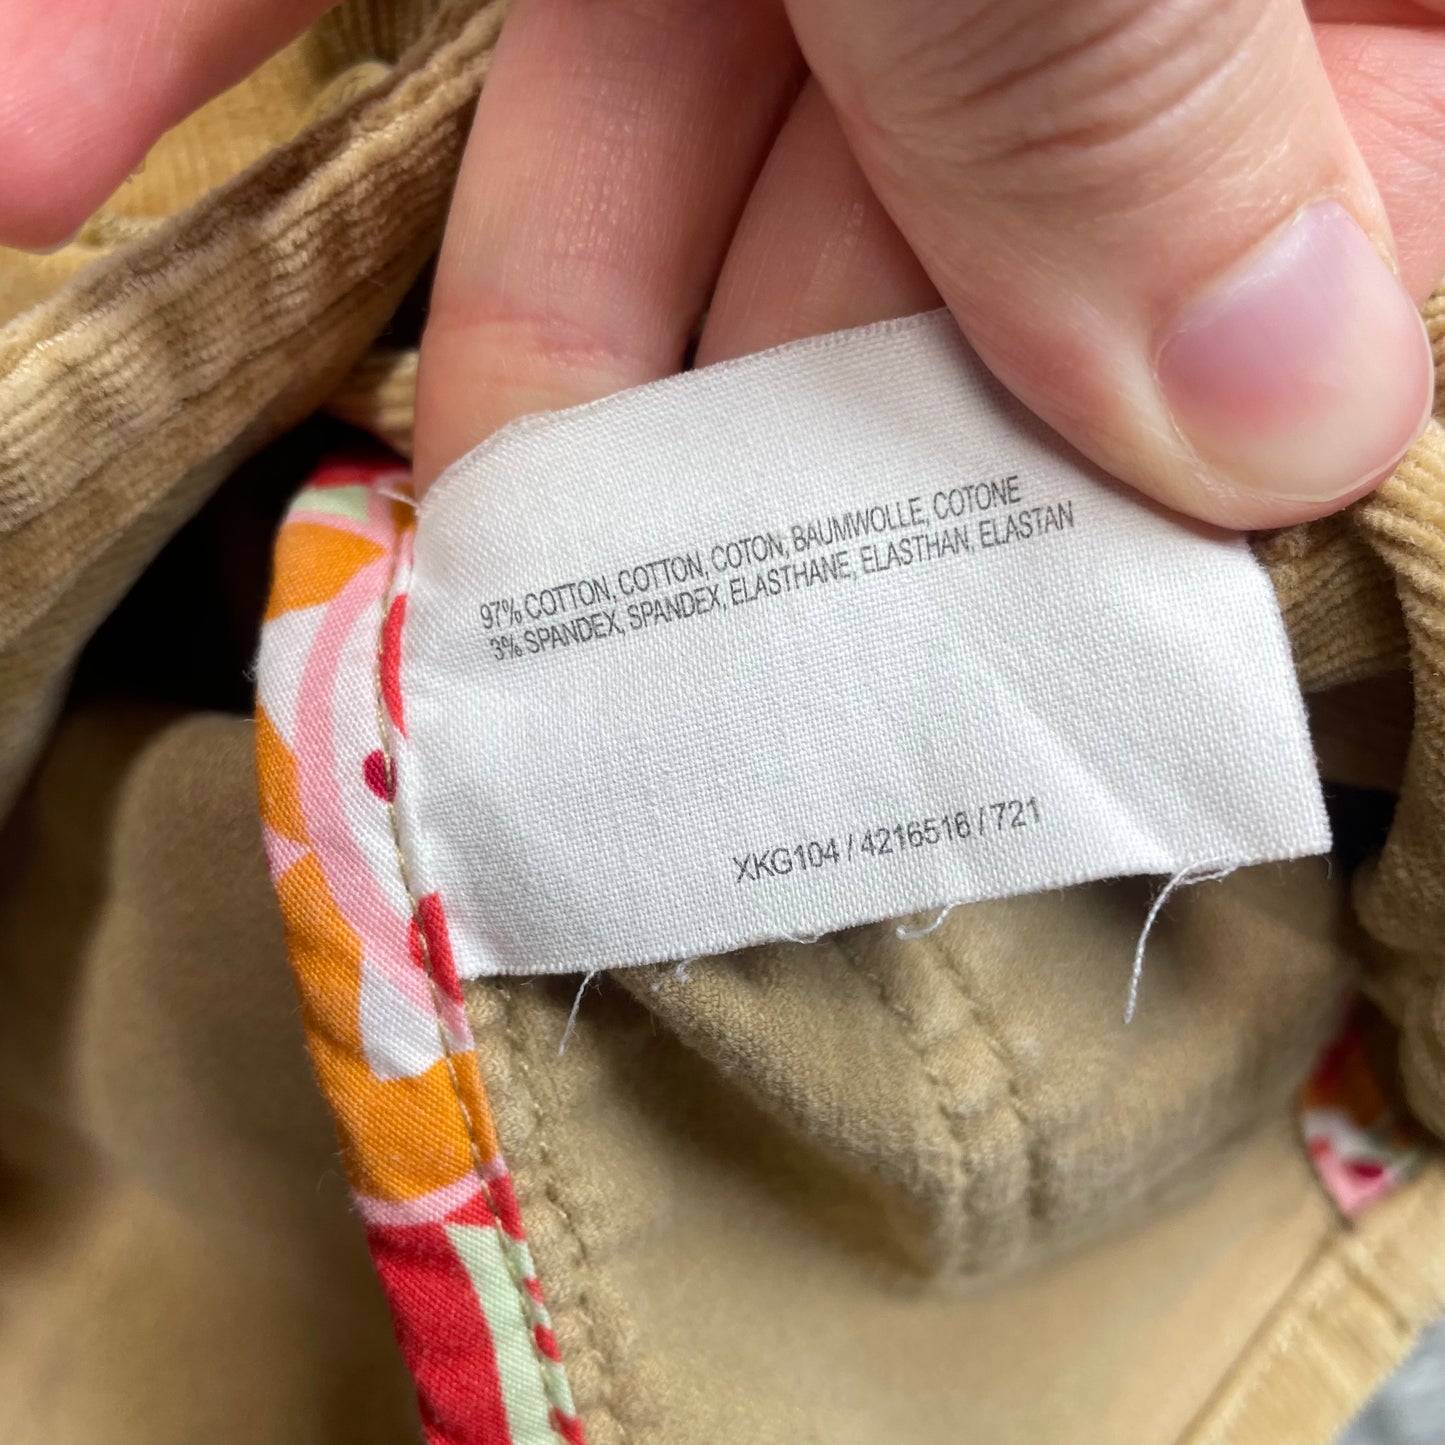 97% COTTON, COTTON, COTON, BAUMWOLLE, COTONE
3% SPANDEX, SPANDEX, ELASTHANE, ELASTHAN, ELASTAN
XKG104 / 4216516 / 721